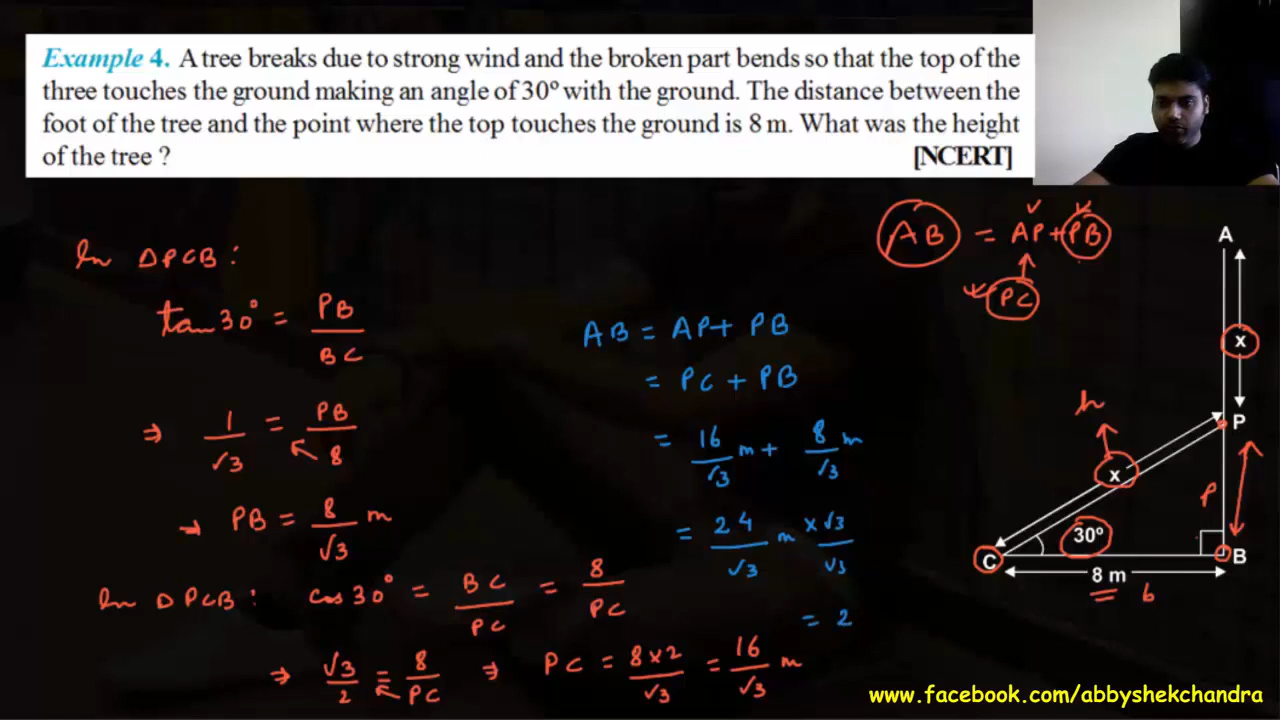 Example 4. A tree breaks due to strong wind and the broken part bends so that the top of the
three touches the ground making an angle of 30° with the ground. The distance between the
foot of the tree and the point where the top touches the ground is 8 m. What was the height
of the tree ? [NCERT]
In ΔPCB :
tan 30° = PB/BC
⇒ 1/√3 = PB/8
→ PB = 8/√3 m
In ΔPCB : cos 30° = BC/PC = 8/PC
⇒ √3/2 = 8/PC ⇒ PC = 8×2/√3 = 16/√3 m
AB = AP + PB
= PC + PB
= 16/√3 m + 8/√3 m
= 24/√3 m × √3/√3
= 2
AB = AP + PB
PC
A
x
h
P
x
p
30°
C
B
8 m
b
www.facebook.com/abbyshekchandra